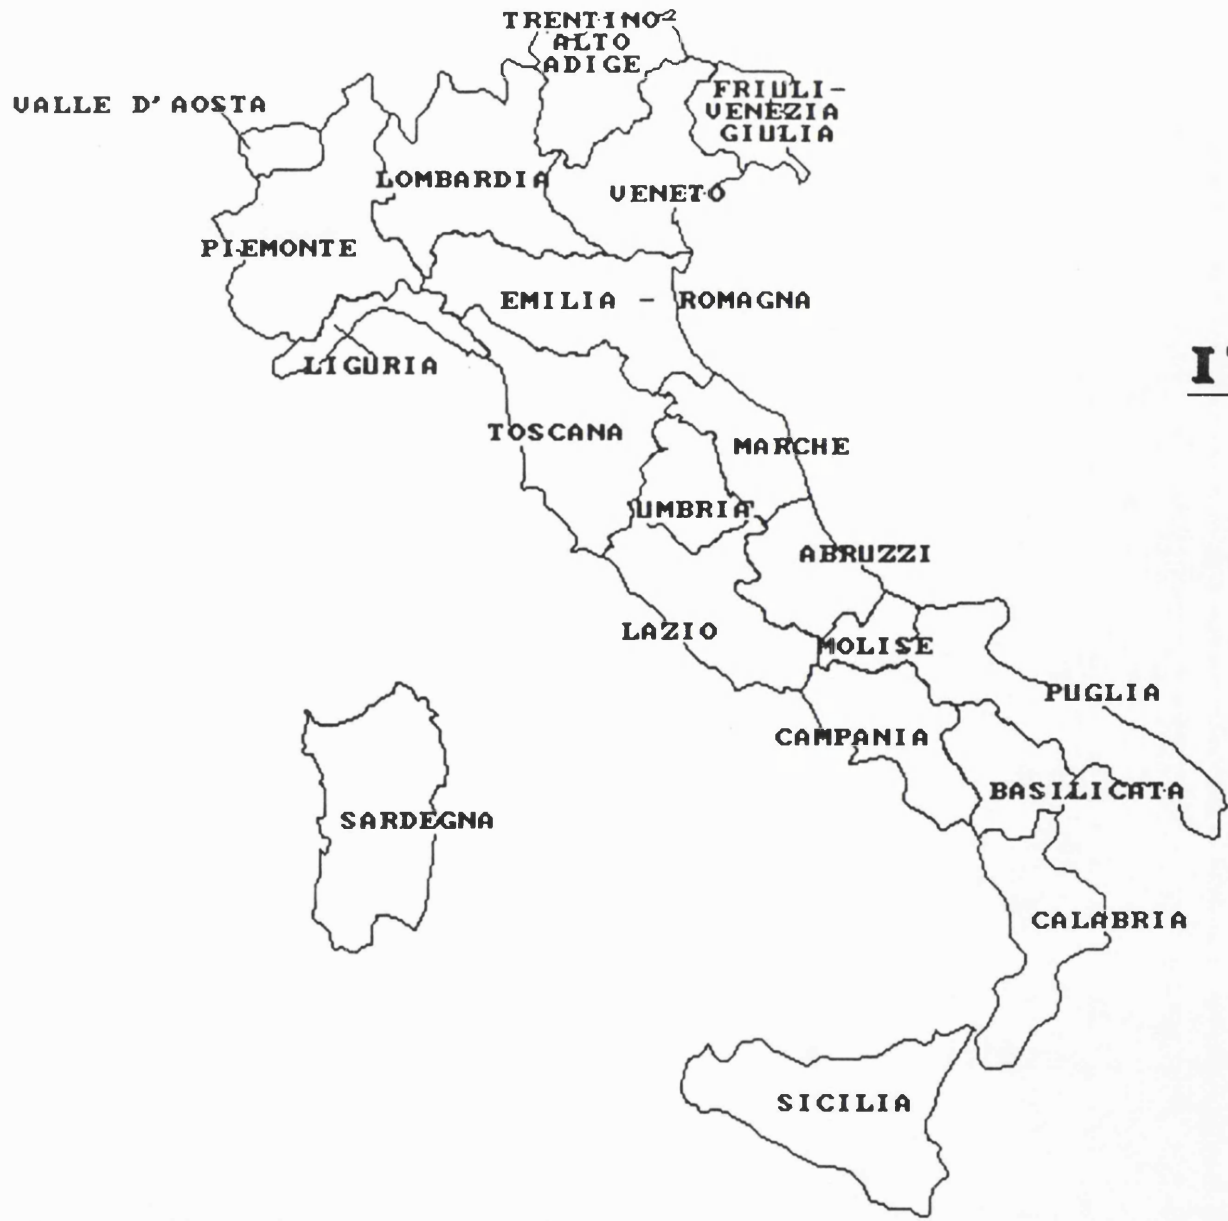 TRENTINO-
ALTO
ADIGE
VALLE D'AOSTA
FRIULI-
VENEZIA
GIULIA
LOMBARDIA
VENETO
PIEMONTE
EMILIA - ROMAGNA
LIGURIA
TOSCANA
MARCHE
UMBRIA
ABRUZZI
LAZIO
MOLISE
PUGLIA
CAMPANIA
BASILICATA
SARDEGNA
CALABRIA
SICILIA